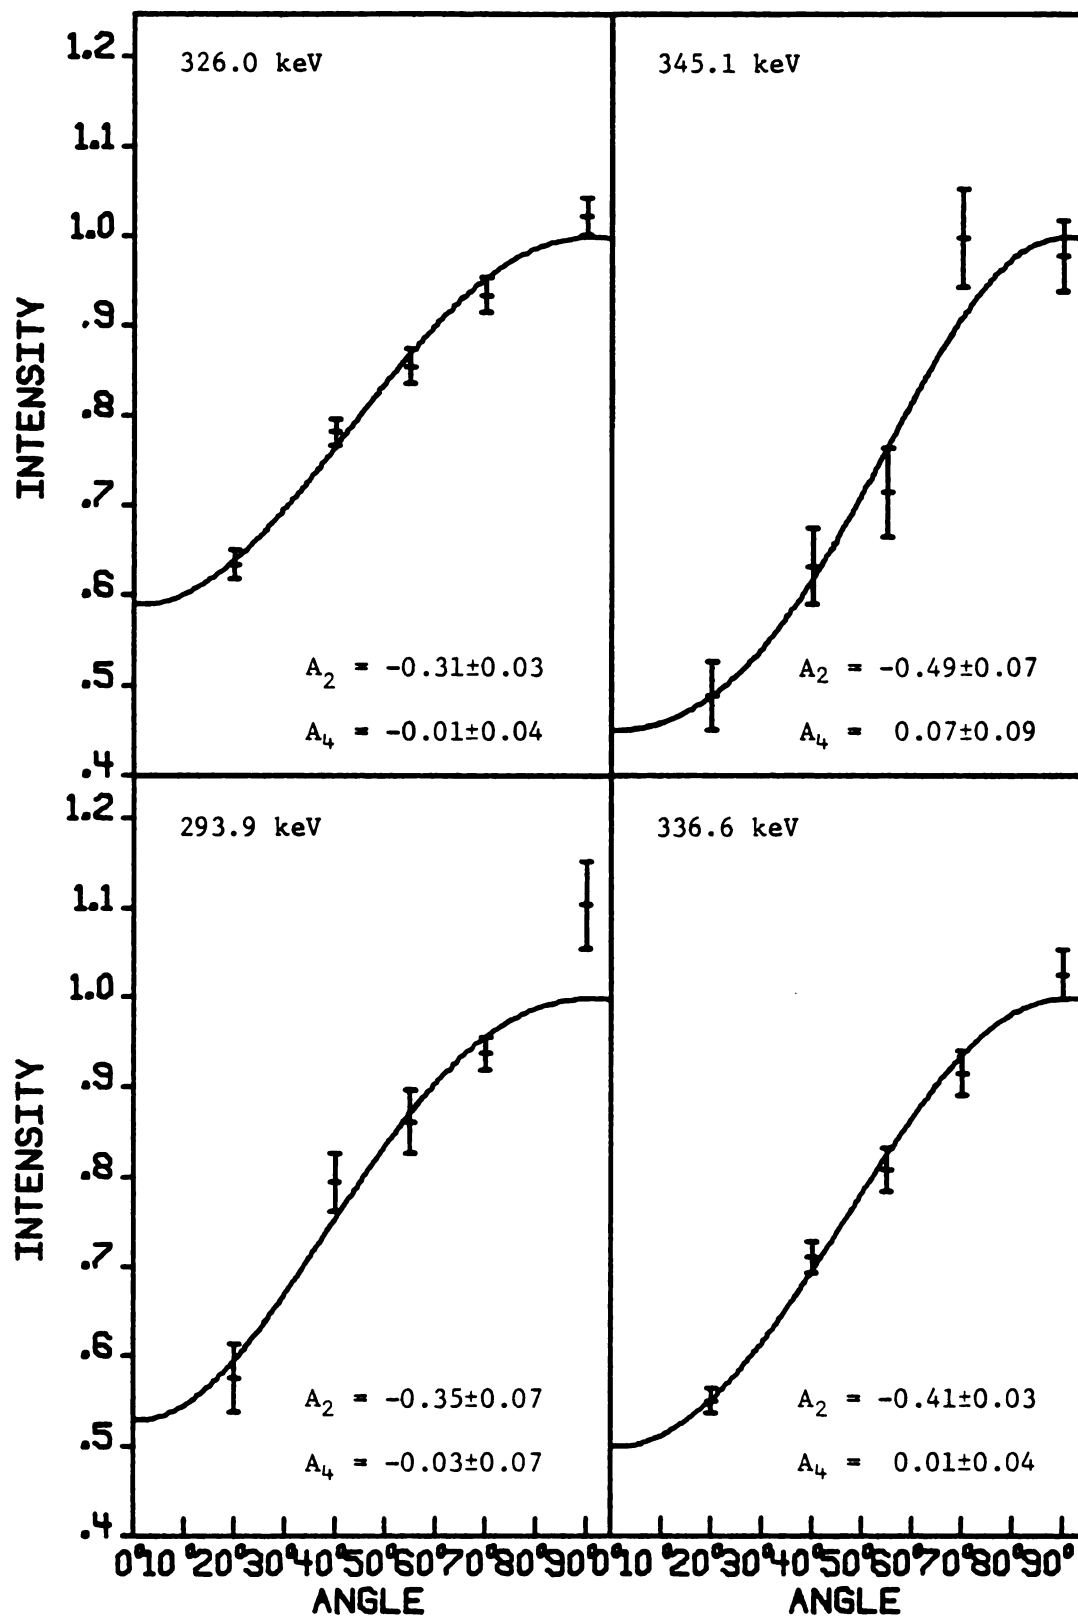 326.0 keV
345.1 keV
1.2
1.1
1.0
.9
.8
.7
.6
.5
.4
INTENSITY
A₂ = -0.31±0.03
A₄ = -0.01±0.04
A₂ = -0.49±0.07
A₄ = 0.07±0.09
293.9 keV
336.6 keV
1.2
1.1
1.0
.9
.8
.7
.6
.5
.4
INTENSITY
A₂ = -0.35±0.07
A₄ = -0.03±0.07
A₂ = -0.41±0.03
A₄ = 0.01±0.04
0° 10° 20° 30° 40° 50° 60° 70° 80° 90° 0° 10° 20° 30° 40° 50° 60° 70° 80° 90°
ANGLE
ANGLE